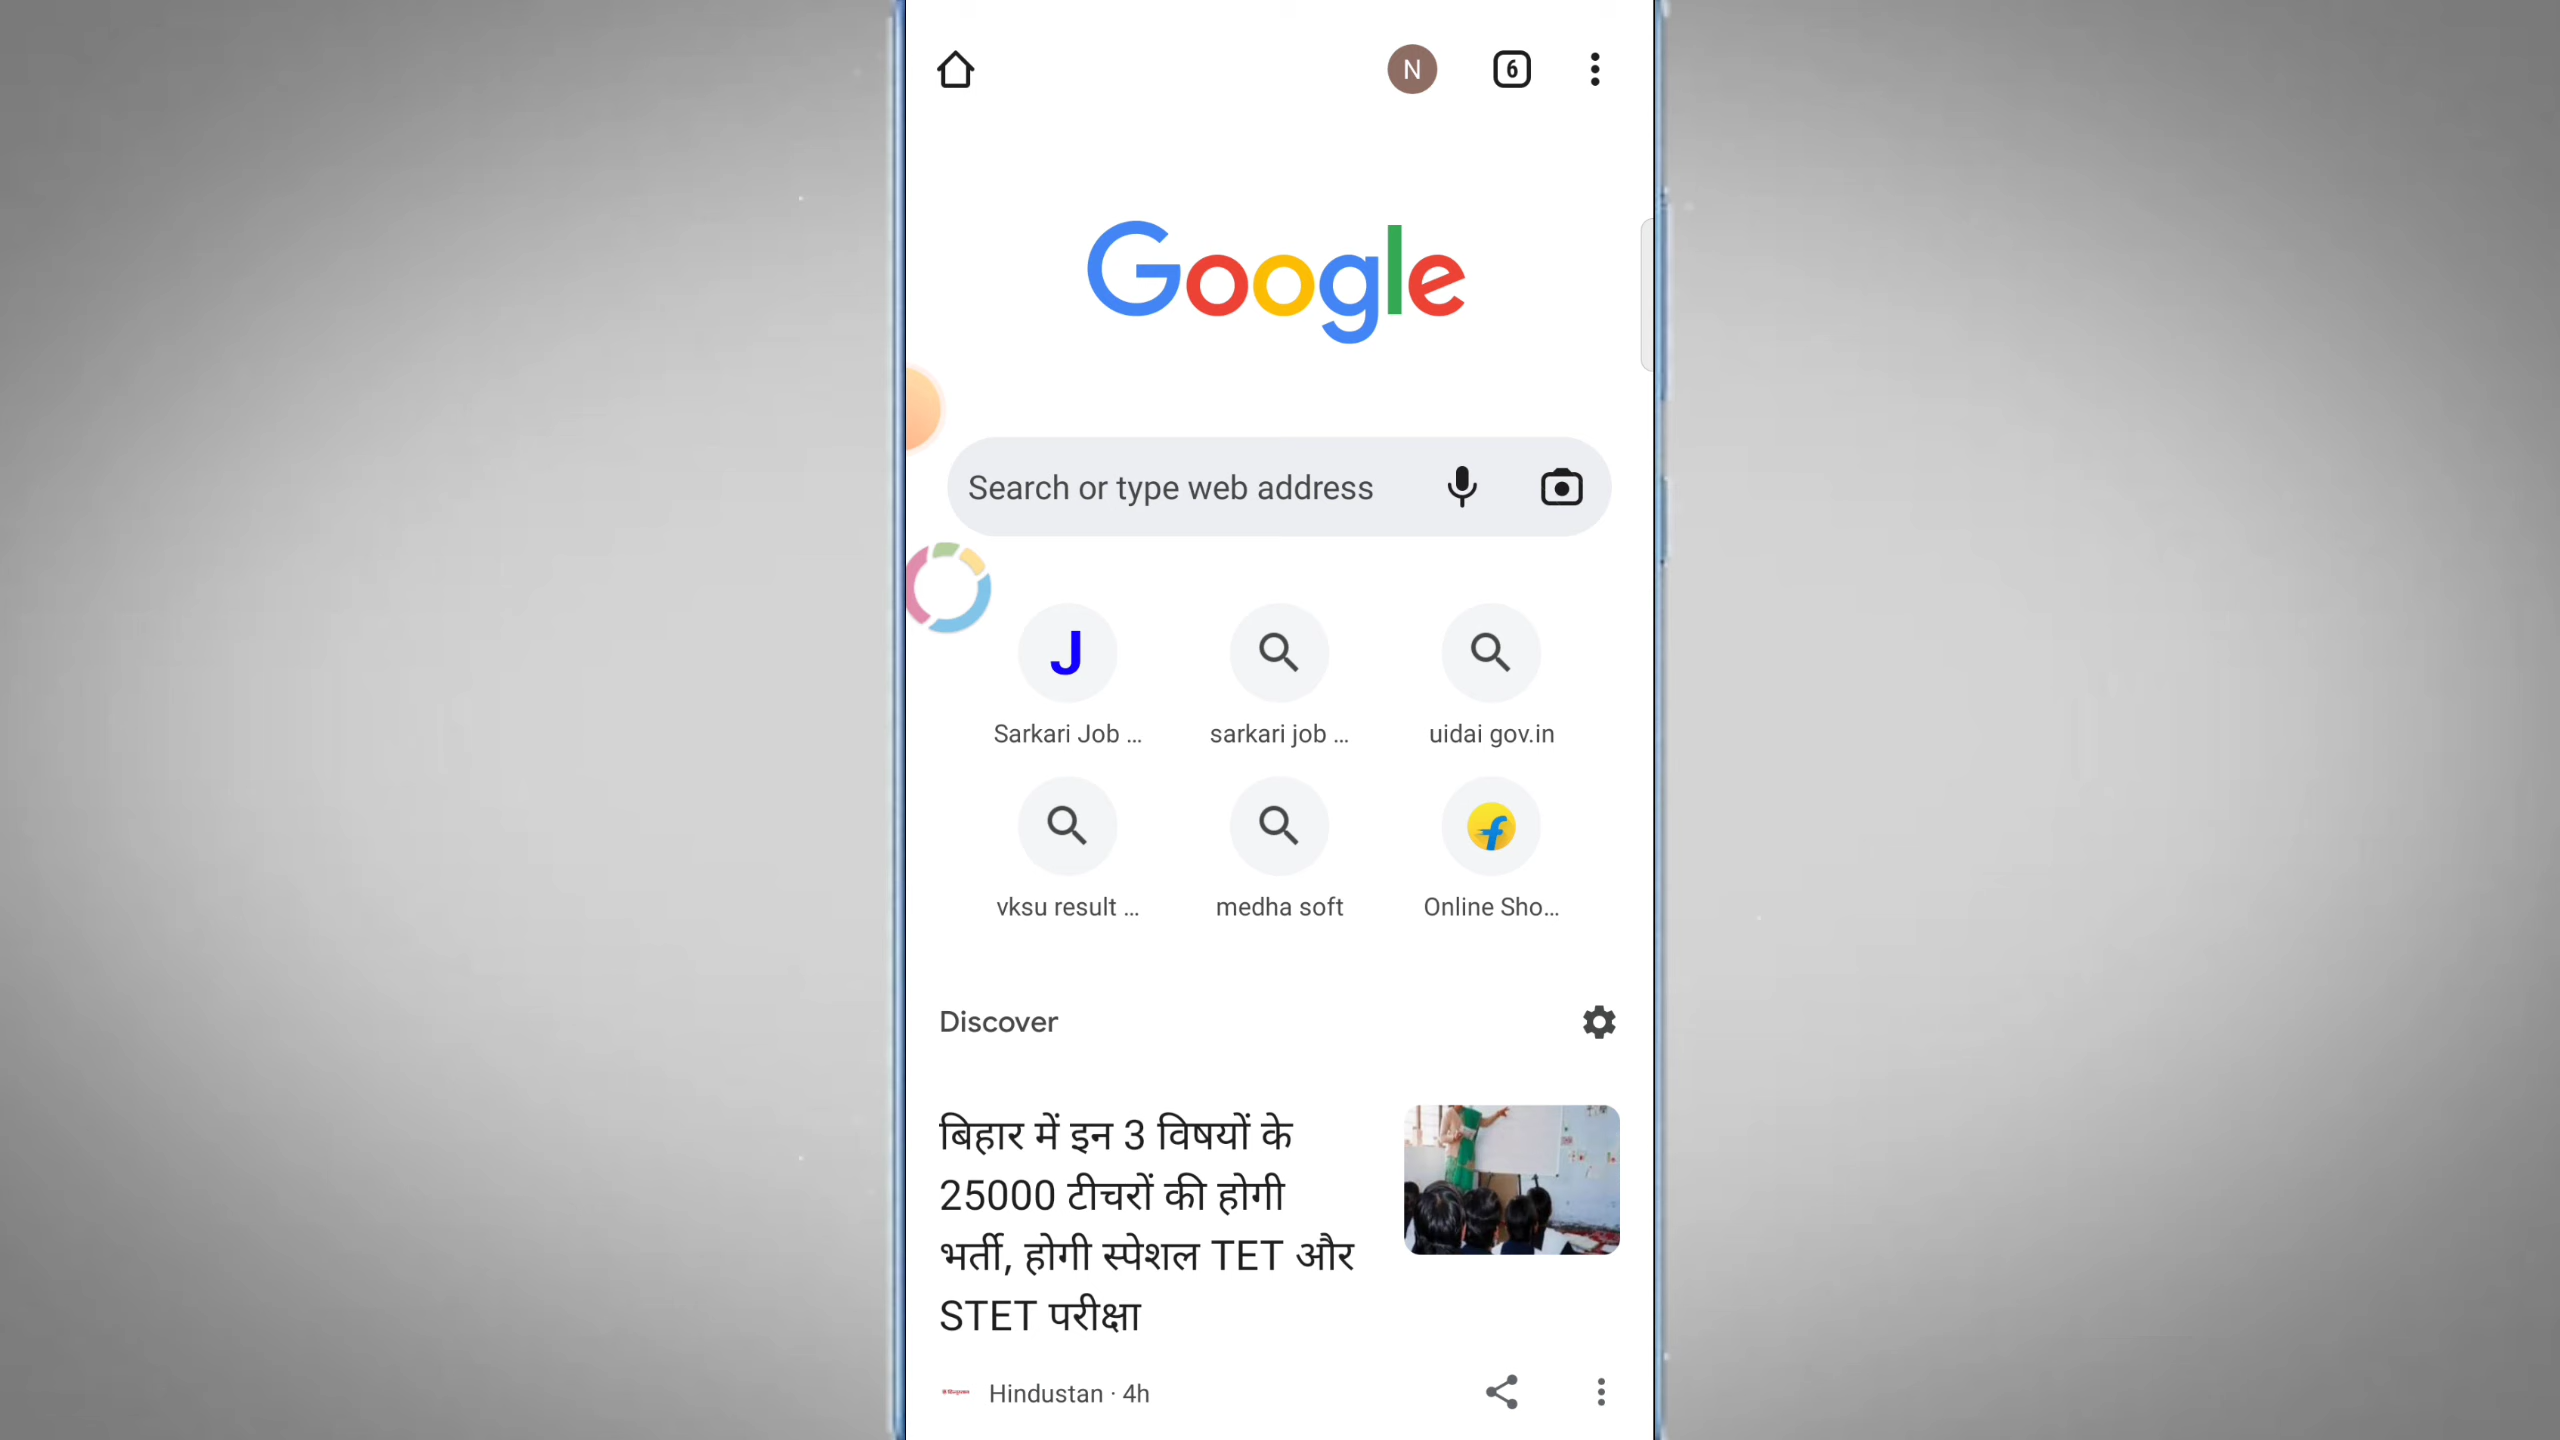 N
6
Google
Search or type web address
J
Sarkari Job ...
sarkari job ...
uidai gov.in
vksu result ...
medha soft
Online Sho...
Discover
बिहार में इन 3 विषयों के
25000 टीचरों की होगी
भर्ती, होगी स्पेशल TET और
STET परीक्षा
Hindustan · 4h